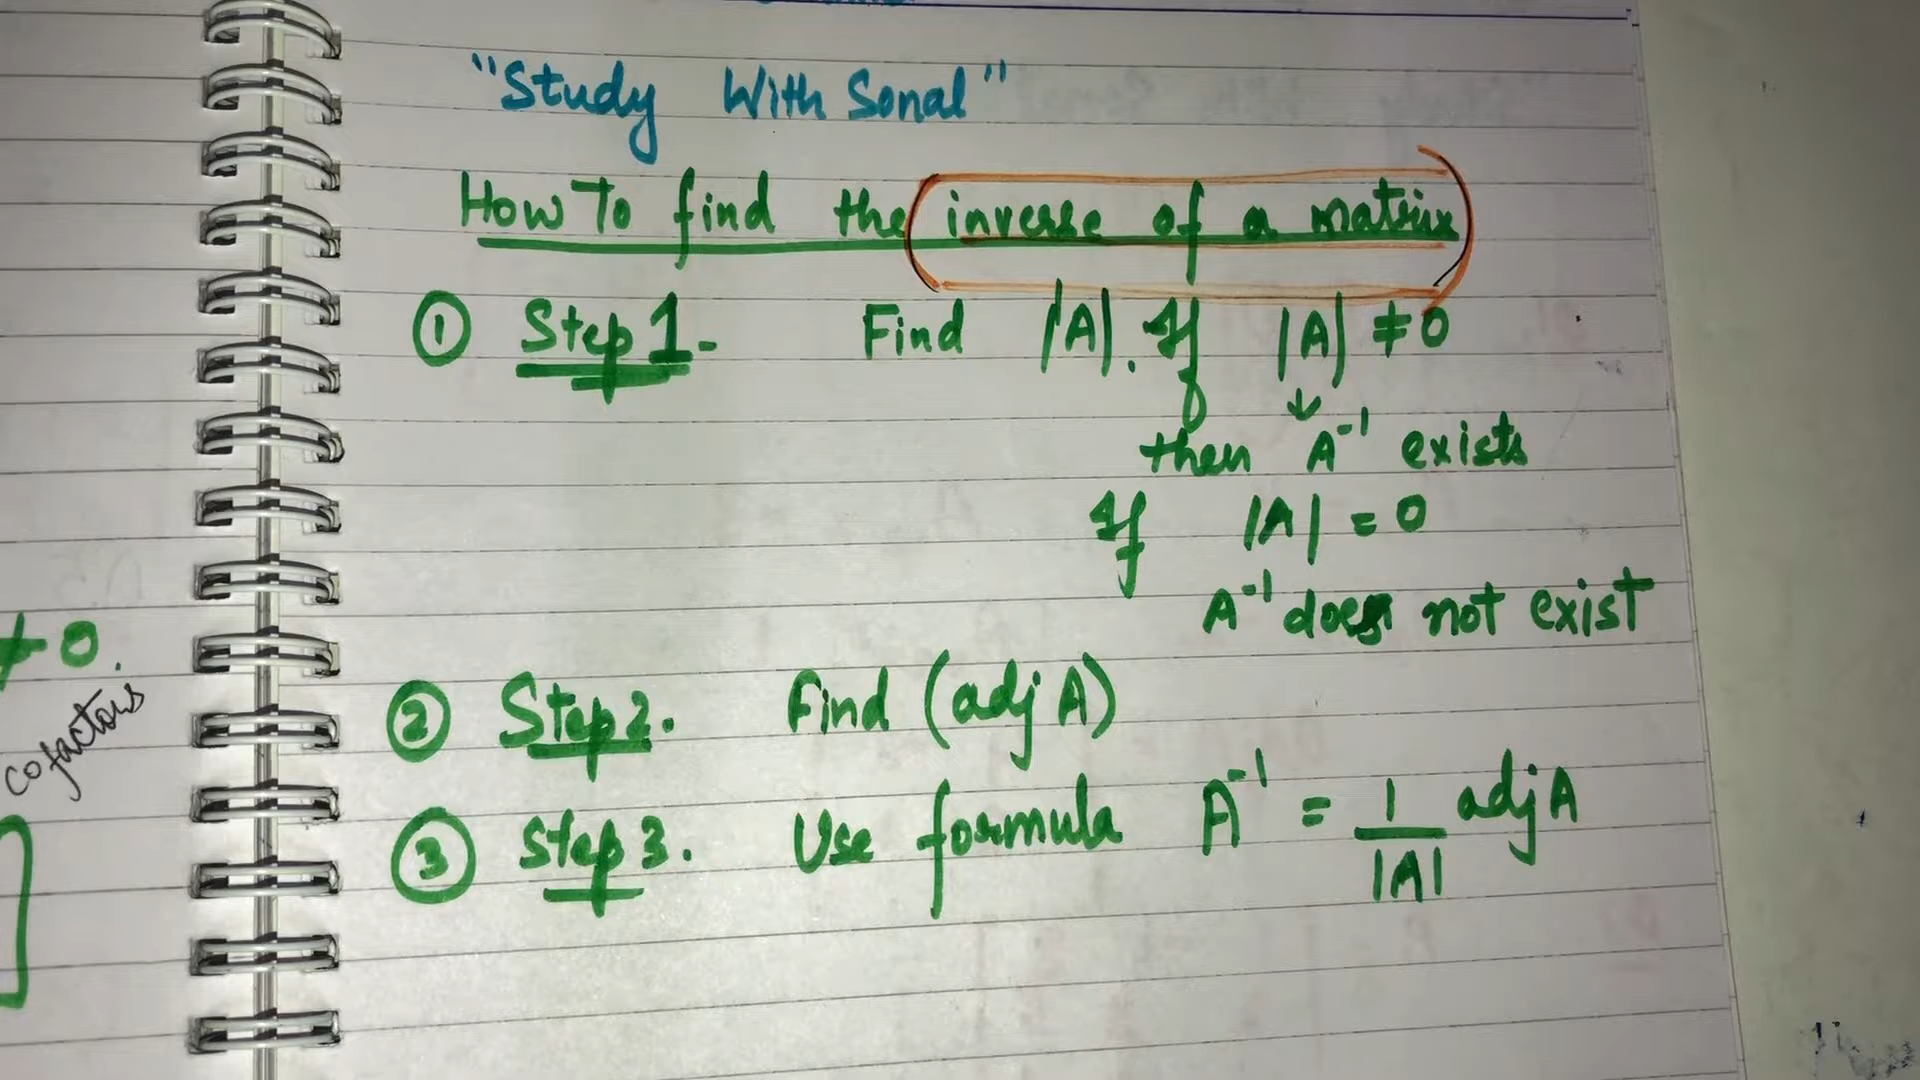 "Study With Sonal"
How To find the inverse of a matrix
① Step 1- Find |A|. If |A| ≠ 0
↓
then A⁻¹ exists
If |A| = 0
A⁻¹ does not exist
≠ 0.
cofactors
② Step 2. Find (adj A)
③ Step 3. Use formula A⁻¹ = 1/|A| adj A